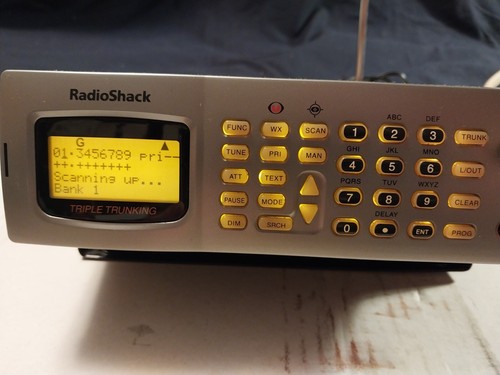 RadioShack
G
01·3456789 pri--
++·+++++++
Scanning up...
Bank 1
TRIPLE TRUNKING
FUNC WX SCAN
TUNE PRI MAN
ATT TEXT
PAUSE MODE
DIM SRCH
ABC DEF
1 2 3 TRUNK
GHI JKL MNO
4 5 6 L/OUT
PQRS TUV WXYZ
7 8 9 CLEAR
DELAY
0 • ENT PROG